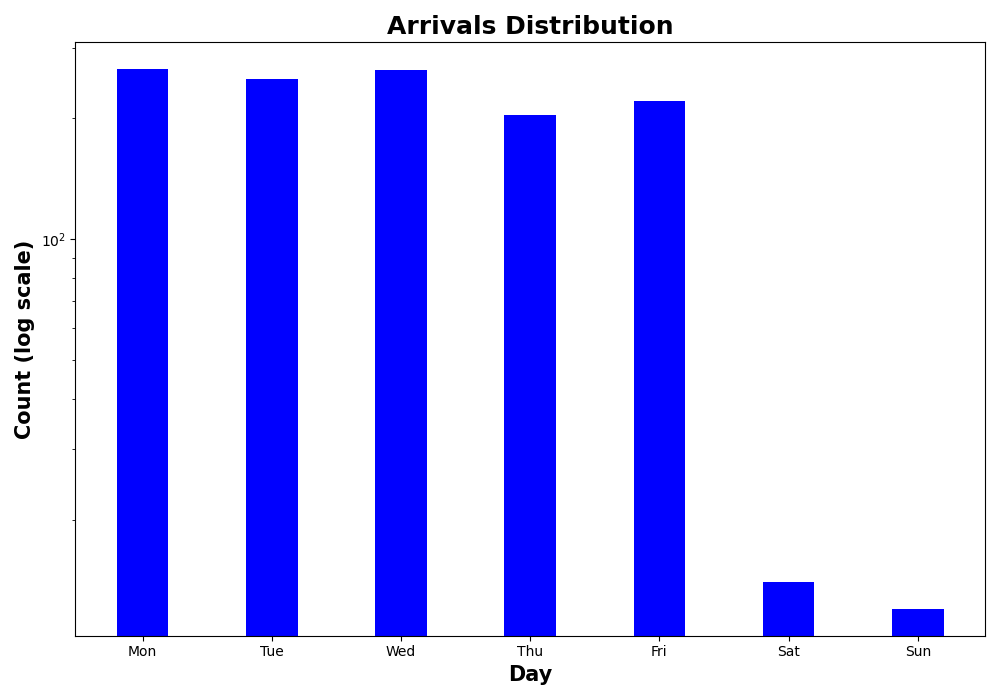 Arrivals Distribution
Count (log scale)
10²
Mon Tue Wed Thu Fri Sat Sun
Day